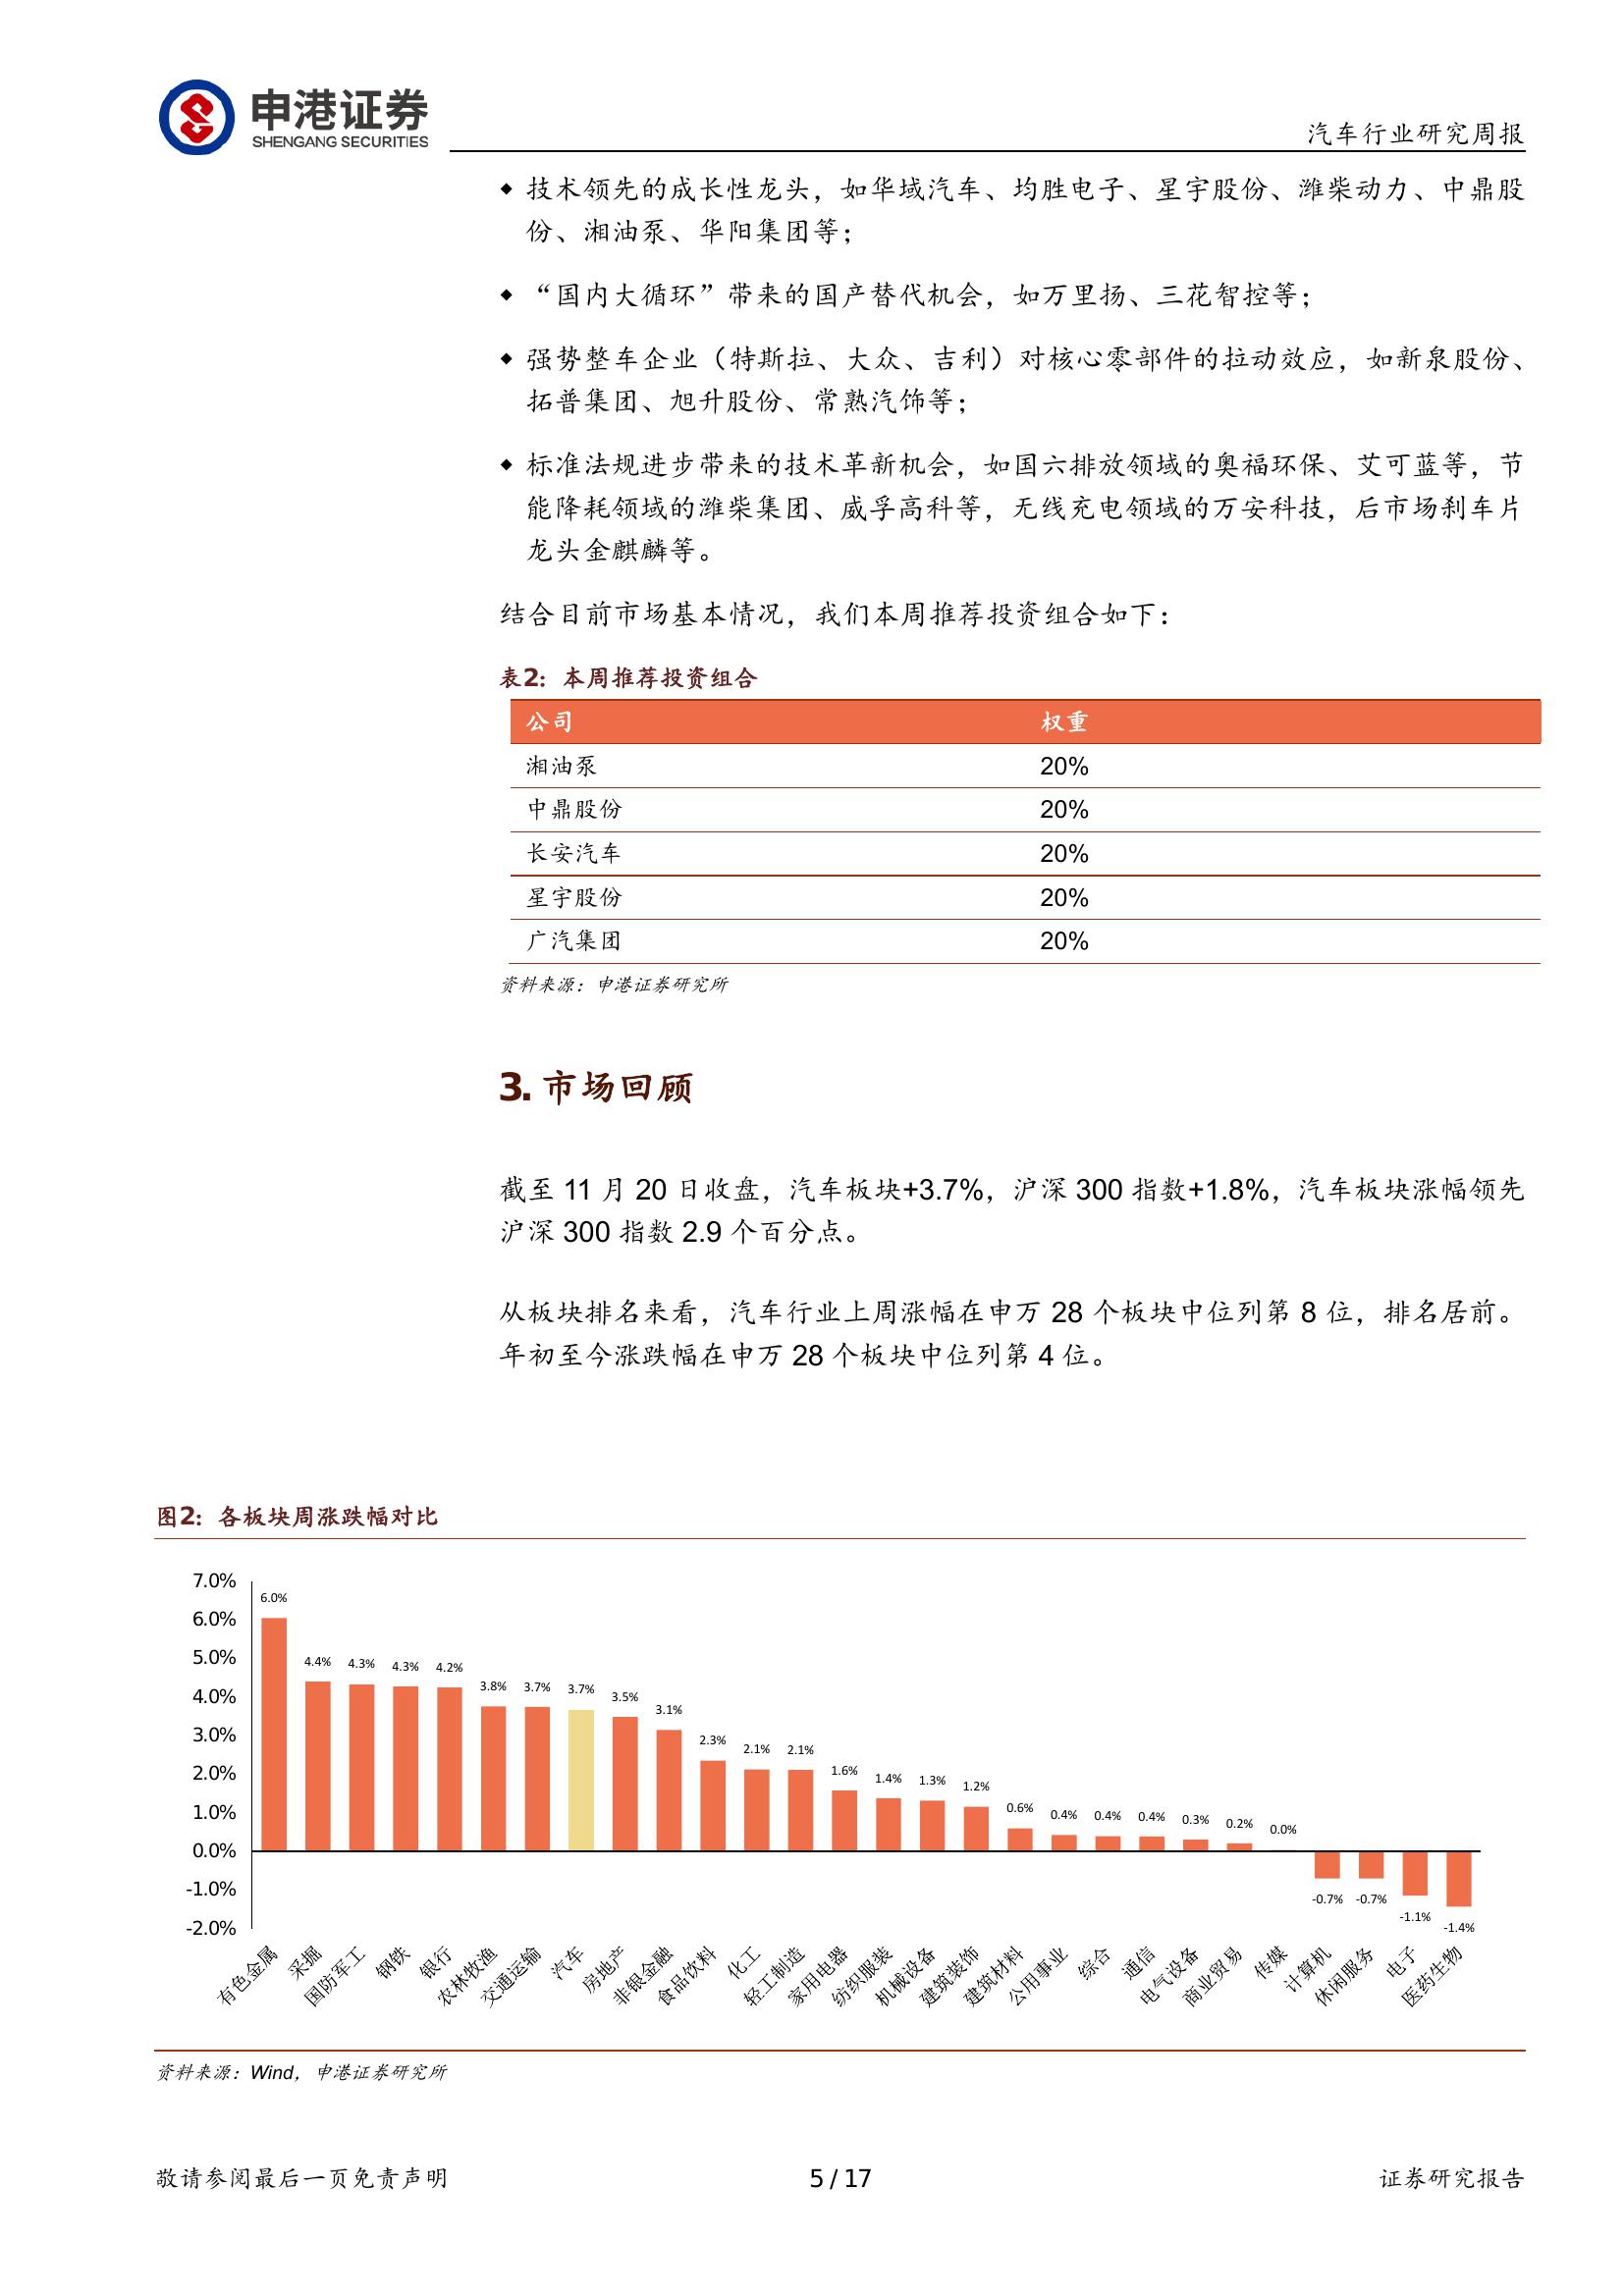 申港证券
SHENGANG SECURITIES
汽车行业研究周报
◆ 技术领先的成长性龙头，如华域汽车、均胜电子、星宇股份、潍柴动力、中鼎股
份、湘油泵、华阳集团等；
◆ “国内大循环”带来的国产替代机会，如万里扬、三花智控等；
◆ 强势整车企业（特斯拉、大众、吉利）对核心零部件的拉动效应，如新泉股份、
拓普集团、旭升股份、常熟汽饰等；
◆ 标准法规进步带来的技术革新机会，如国六排放领域的奥福环保、艾可蓝等，节
能降耗领域的潍柴集团、威孚高科等，无线充电领域的万安科技，后市场刹车片
龙头金麒麟等。
结合目前市场基本情况，我们本周推荐投资组合如下：
表2：本周推荐投资组合
公司 权重
湘油泵 20%
中鼎股份 20%
长安汽车 20%
星宇股份 20%
广汽集团 20%
资料来源：申港证券研究所
3. 市场回顾
截至 11 月 20 日收盘，汽车板块+3.7%，沪深 300 指数+1.8%，汽车板块涨幅领先
沪深 300 指数 2.9 个百分点。
从板块排名来看，汽车行业上周涨幅在申万 28 个板块中位列第 8 位，排名居前。
年初至今涨跌幅在申万 28 个板块中位列第 4 位。
图2：各板块周涨跌幅对比
7.0%
6.0%
5.0%
4.0%
3.0%
2.0%
1.0%
0.0%
-1.0%
-2.0%
6.0% 4.4% 4.3% 4.3% 4.2% 3.8% 3.7% 3.7% 3.5% 3.1% 2.3% 2.1% 2.1% 1.6% 1.4% 1.3% 1.2% 0.6% 0.4% 0.4% 0.4% 0.3% 0.2% 0.0% -0.7% -0.7% -1.1% -1.4%
有色金属 采掘 国防军工 钢铁 银行 农林牧渔 交通运输 汽车 房地产 非银金融 食品饮料 化工 轻工制造 家用电器 纺织服装 机械设备 建筑装饰 建筑材料 公用事业 综合 通信 电气设备 商业贸易 传媒 计算机 休闲服务 电子 医药生物
资料来源：Wind，申港证券研究所
敬请参阅最后一页免责声明 5 / 17 证券研究报告